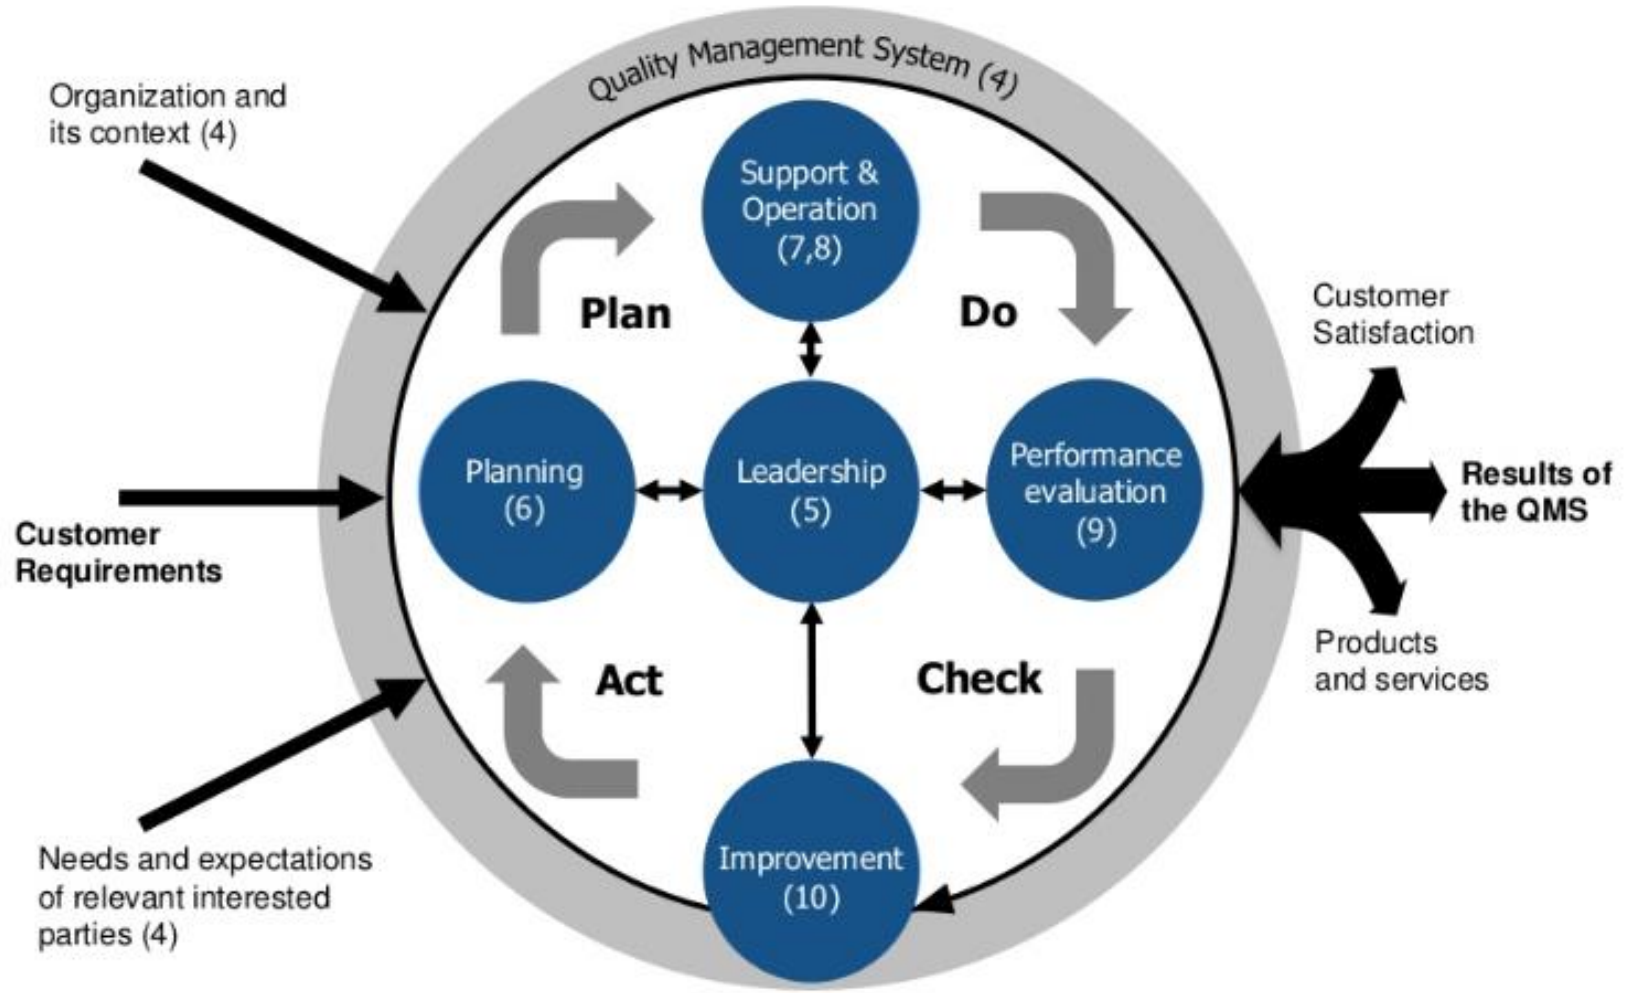 Quality Management System (4)
Organization and
its context (4)
Support &
Operation
(7,8)
Plan
Do
Customer
Satisfaction
Planning
(6)
Leadership
(5)
Performance
evaluation
(9)
Results of
the QMS
Customer
Requirements
Act
Check
Products
and services
Improvement
(10)
Needs and expectations
of relevant interested
parties (4)